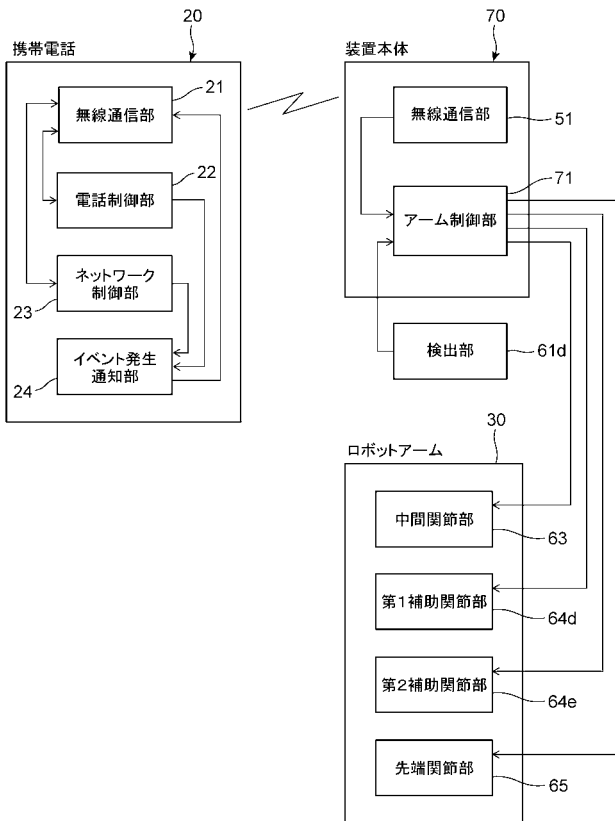 20
携帯電話
21
無線通信部
22
電話制御部
ネットワーク
制御部
23
イベント発生
通知部
24
70
装置本体
無線通信部
51
71
アーム制御部
検出部
61d
30
ロボットアーム
中間関節部
63
第1補助関節部
64d
第2補助関節部
64e
先端関節部
65